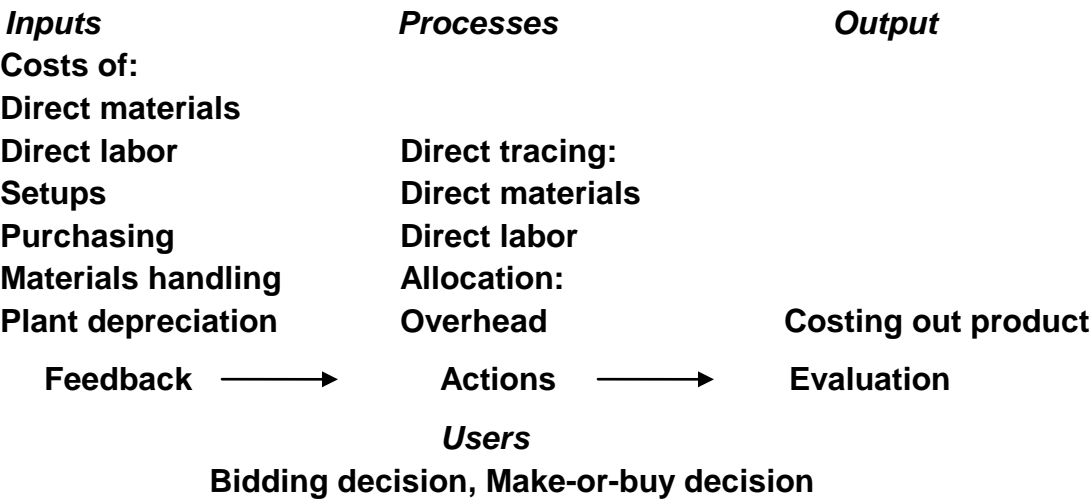 Inputs Processes Output
Costs of:
Direct materials
Direct labor Direct tracing:
Setups Direct materials
Purchasing Direct labor
Materials handling Allocation:
Plant depreciation Overhead Costing out product
Feedback Actions Evaluation
Users
Bidding decision, Make-or-buy decision